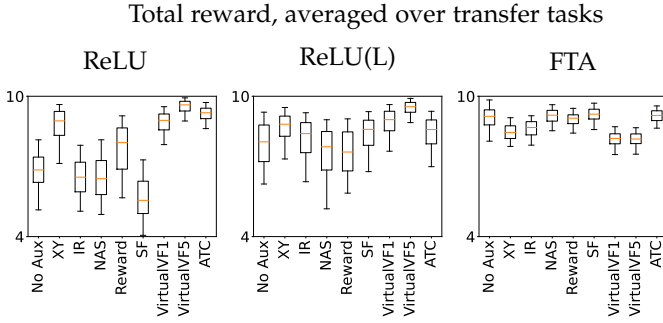 Total reward, averaged over transfer tasks
ReLU
ReLU(L)
FTA
10
4
No Aux
XY
IR
NAS
Reward
SF
VirtualVF1
VirtualVF5
ATC
10
4
No Aux
XY
IR
NAS
Reward
SF
VirtualVF1
VirtualVF5
ATC
10
4
No Aux
XY
IR
NAS
Reward
SF
VirtualVF1
VirtualVF5
ATC